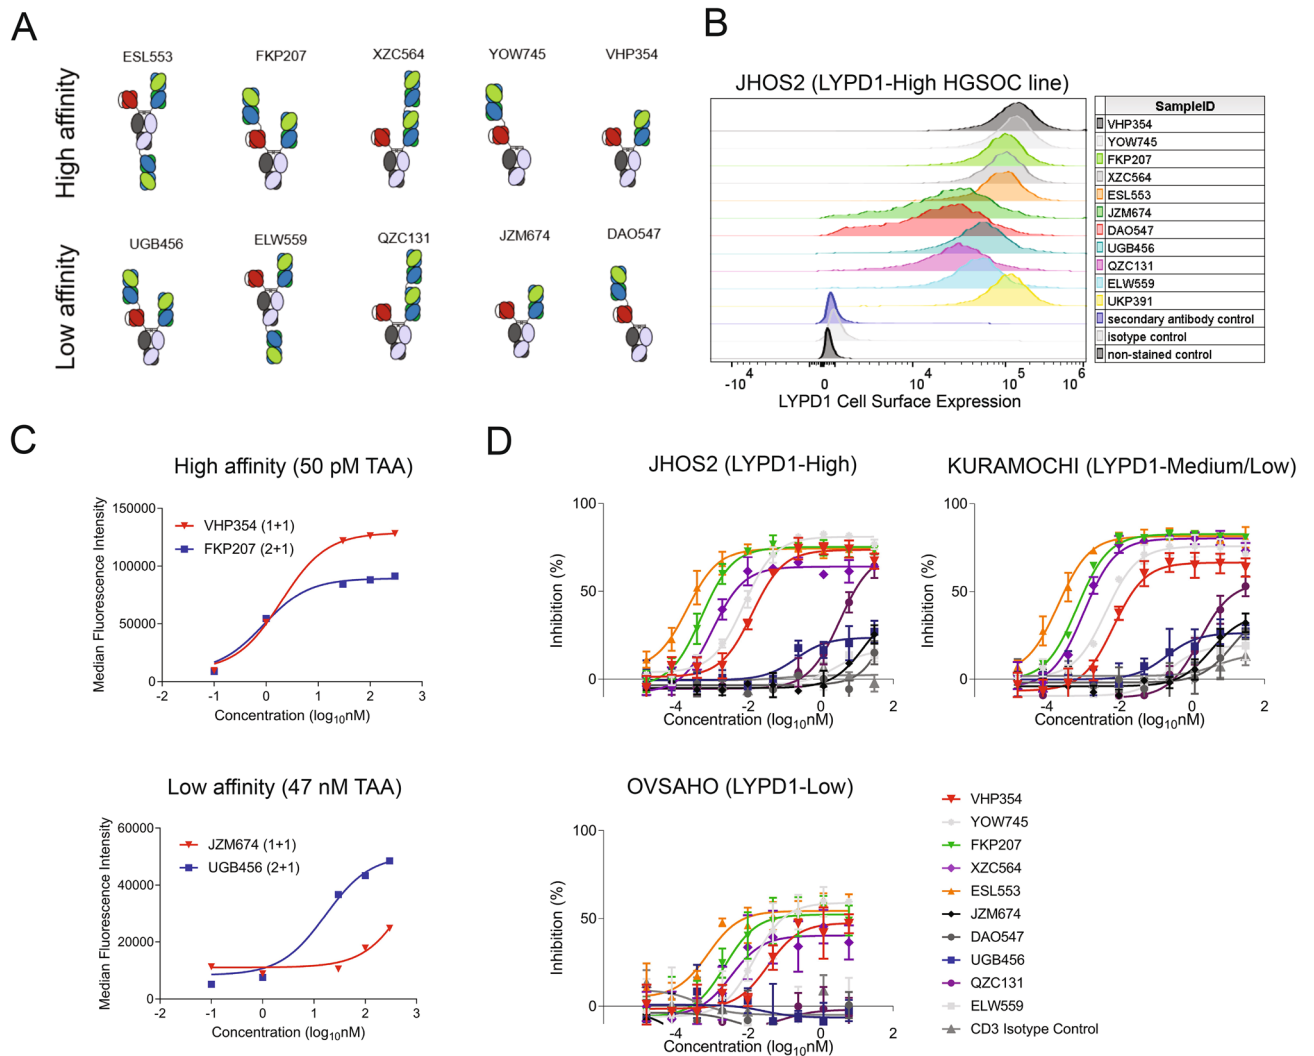 A
ESL553
FKP207
XZC564
YOW745
VHP354
High affinity
UGB456
ELW559
QZC131
JZM674
DAO547
Low affinity
B
JHOS2 (LYPD1-High HGSOC line)
SampleID
VHP354
YOW745
FKP207
XZC564
ESL553
JZM674
DAO547
UGB456
QZC131
ELW559
UKP391
secondary antibody control
isotype control
non-stained control
-10 4
0
10 4
10 5
10 6
LYPD1 Cell Surface Expression
C
High affinity (50 pM TAA)
Median Fluorescence Intensity
150000
100000
50000
0
VHP354 (1+1)
FKP207 (2+1)
-2 -1 0 1 2 3
Concentration (log10nM)
Low affinity (47 nM TAA)
Median Fluorescence Intensity
60000
40000
20000
0
JZM674 (1+1)
UGB456 (2+1)
-2 -1 0 1 2 3
Concentration (log10nM)
D
JHOS2 (LYPD1-High)
Inhibition (%)
100
50
0
-4 -2 0 2
Concentration (log10nM)
KURAMOCHI (LYPD1-Medium/Low)
Inhibition (%)
100
50
0
-4 -2 0 2
Concentration (log10nM)
OVSAHO (LYPD1-Low)
Inhibition (%)
100
50
0
-4 -2 0 2
Concentration (log10nM)
VHP354
YOW745
FKP207
XZC564
ESL553
JZM674
DAO547
UGB456
QZC131
ELW559
CD3 Isotype Control